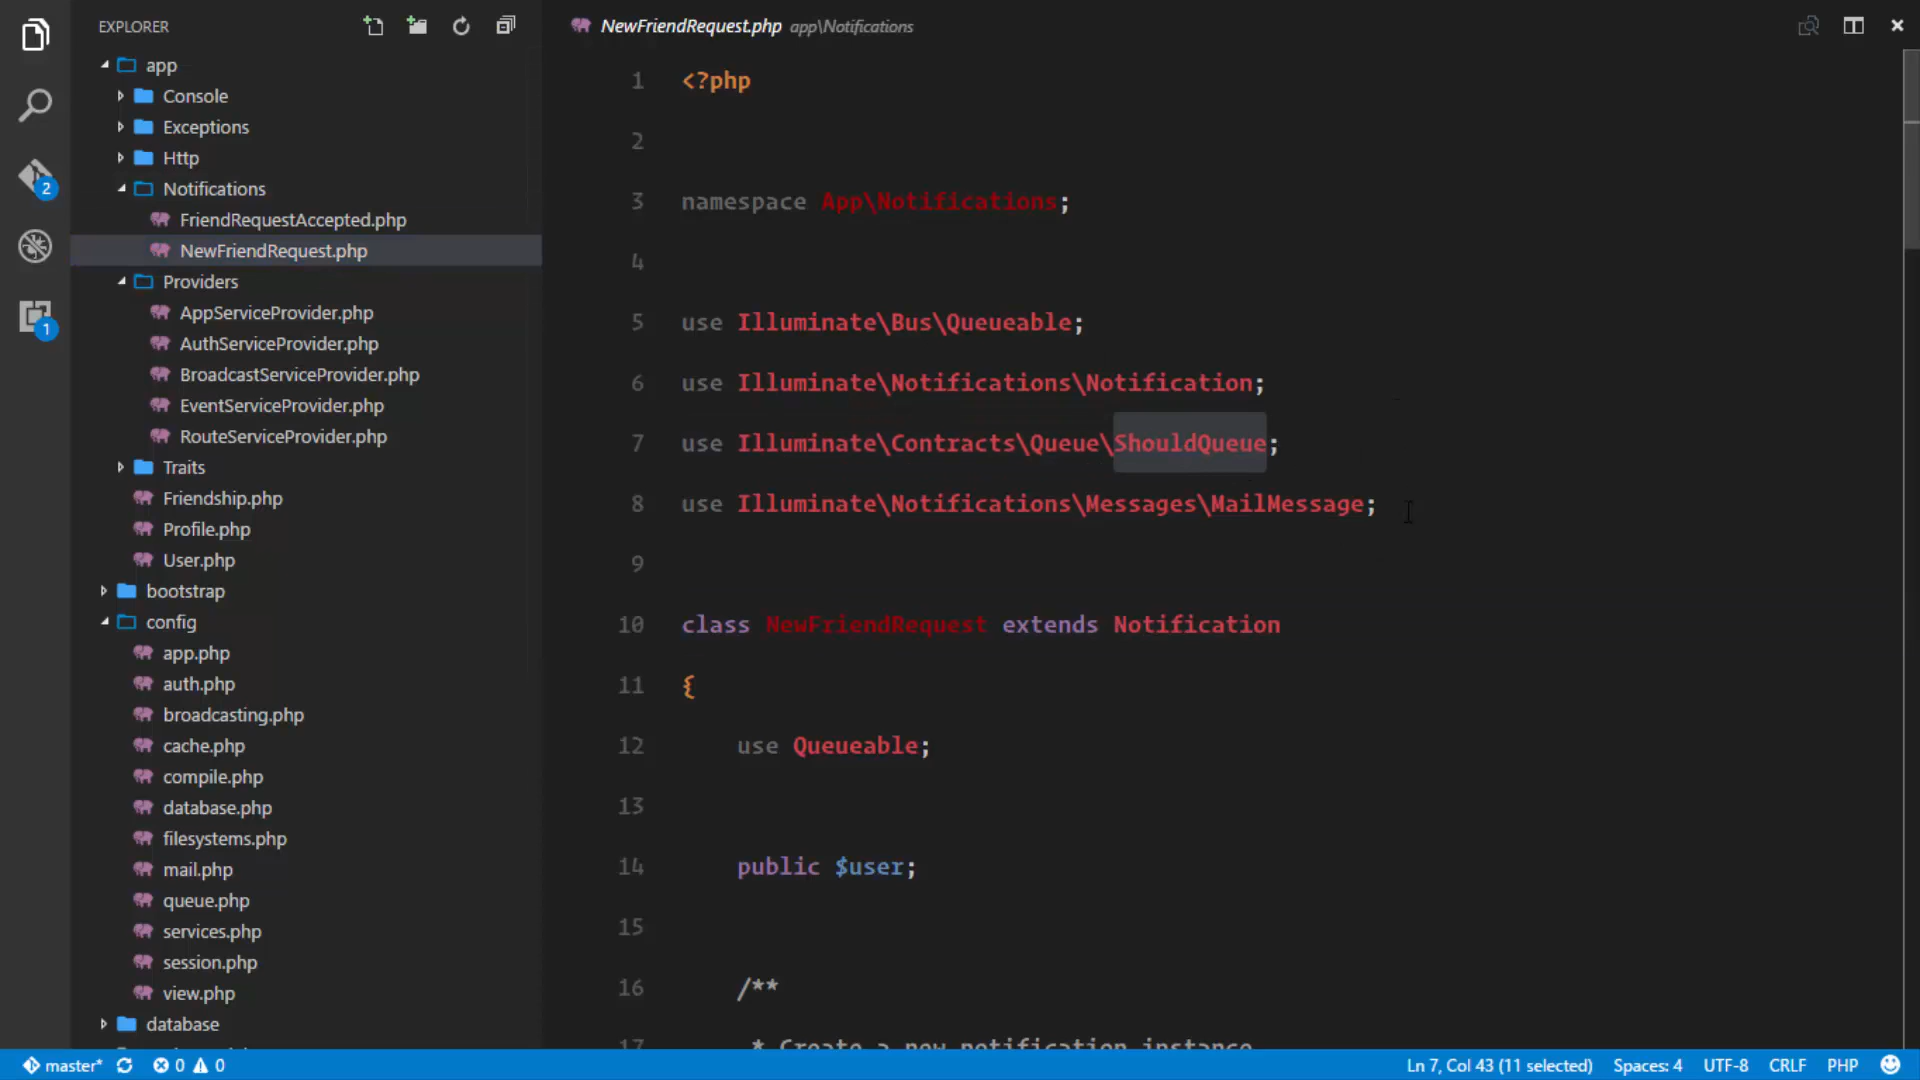 EXPLORER
app
Console
Exceptions
Http
Notifications
FriendRequestAccepted.php
NewFriendRequest.php
Providers
AppServiceProvider.php
AuthServiceProvider.php
BroadcastServiceProvider.php
EventServiceProvider.php
RouteServiceProvider.php
Traits
Friendship.php
Profile.php
User.php
bootstrap
config
app.php
auth.php
broadcasting.php
cache.php
compile.php
database.php
filesystems.php
mail.php
queue.php
services.php
session.php
view.php
database
2
1
NewFriendRequest.php app\Notifications
1 <?php
2
3 namespace App\Notifications;
4
5 use Illuminate\Bus\Queueable;
6 use Illuminate\Notifications\Notification;
7 use Illuminate\Contracts\Queue\ShouldQueue;
8 use Illuminate\Notifications\Messages\MailMessage;
9
10 class NewFriendRequest extends Notification
11 {
12 use Queueable;
13
14 public $user;
15
16 /**
17 * Create a new notification instance
master* 0 0 Ln 7, Col 43 (11 selected) Spaces: 4 UTF-8 CRLF PHP